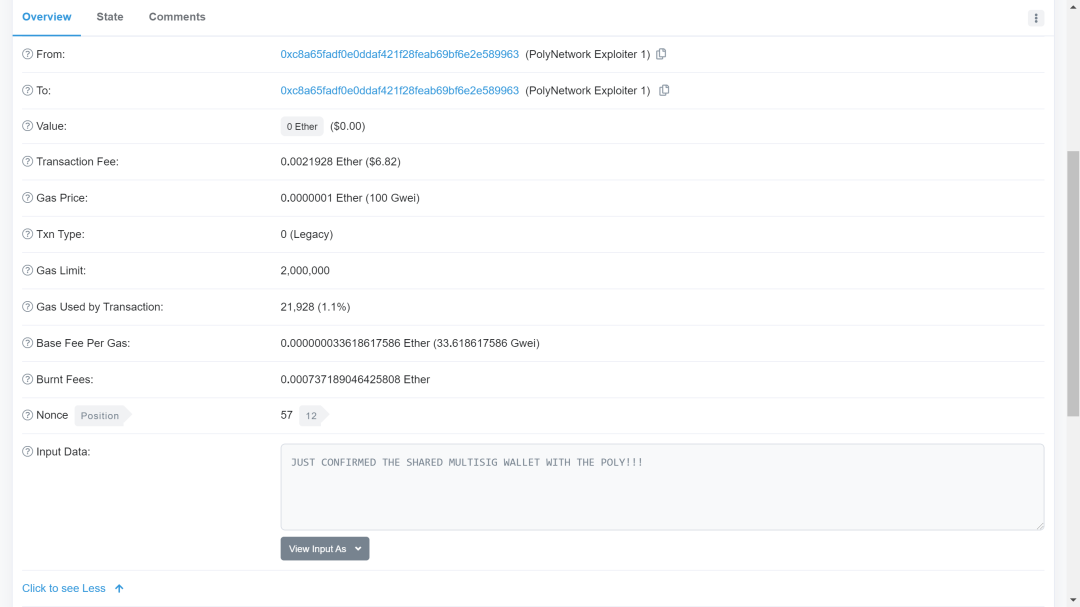 Overview State Comments
From: 0xc8a65fadf0e0ddaf421f28feab69bf6e2e589963 (PolyNetwork Exploiter 1)
To: 0xc8a65fadf0e0ddaf421f28feab69bf6e2e589963 (PolyNetwork Exploiter 1)
Value: 0 Ether ($0.00)
Transaction Fee: 0.0021928 Ether ($6.82)
Gas Price: 0.0000001 Ether (100 Gwei)
Txn Type: 0 (Legacy)
Gas Limit: 2,000,000
Gas Used by Transaction: 21,928 (1.1%)
Base Fee Per Gas: 0.000000033618617586 Ether (33.618617586 Gwei)
Burnt Fees: 0.000737189046425808 Ether
Nonce Position 57 12
Input Data: JUST CONFIRMED THE SHARED MULTISIG WALLET WITH THE POLY!!!
View Input As
Click to see Less